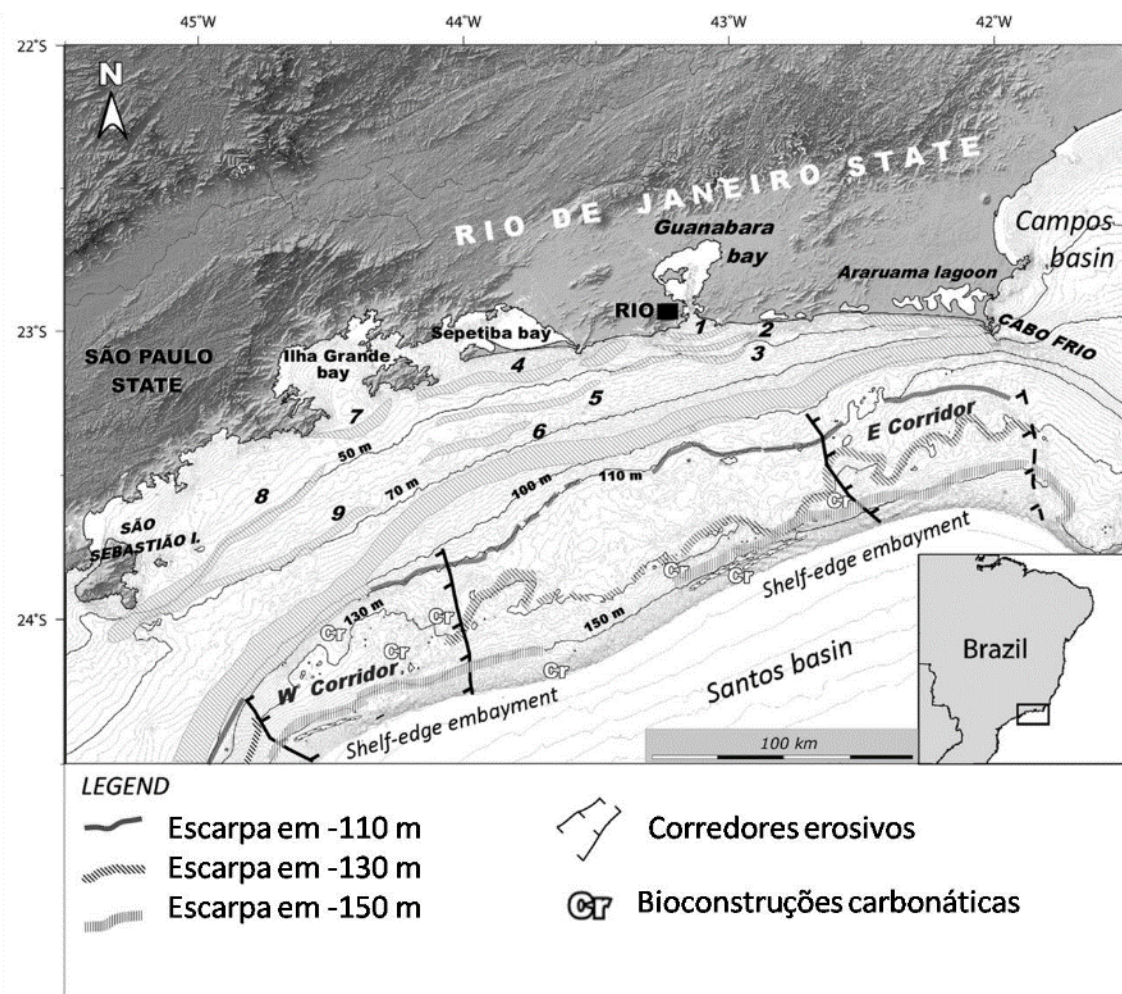 45°W
44°W
43°W
42°W
22°S
N
RIO DE JANEIRO STATE
Guanabara
bay
Campos
basin
Araruama lagoon
RIO
1
2
23°S
Sepetiba bay
CABO FRIO
3
SÃO PAULO
STATE
Ilha Grande
bay
4
5
7
6
E Corridor
50 m
70 m
100 m
110 m
8
9
Cr
SÃO
SEBASTIÃO I.
Shelf-edge embayment
Cr
Cr
24°S
130 m
Cr
Cr
150 m
Cr
Cr
W Corridor
Santos basin
Brazil
Shelf-edge embayment
100 km
LEGEND
Escarpa em -110 m
Corredores erosivos
Escarpa em -130 m
Escarpa em -150 m
Cr
Bioconstruções carbonáticas